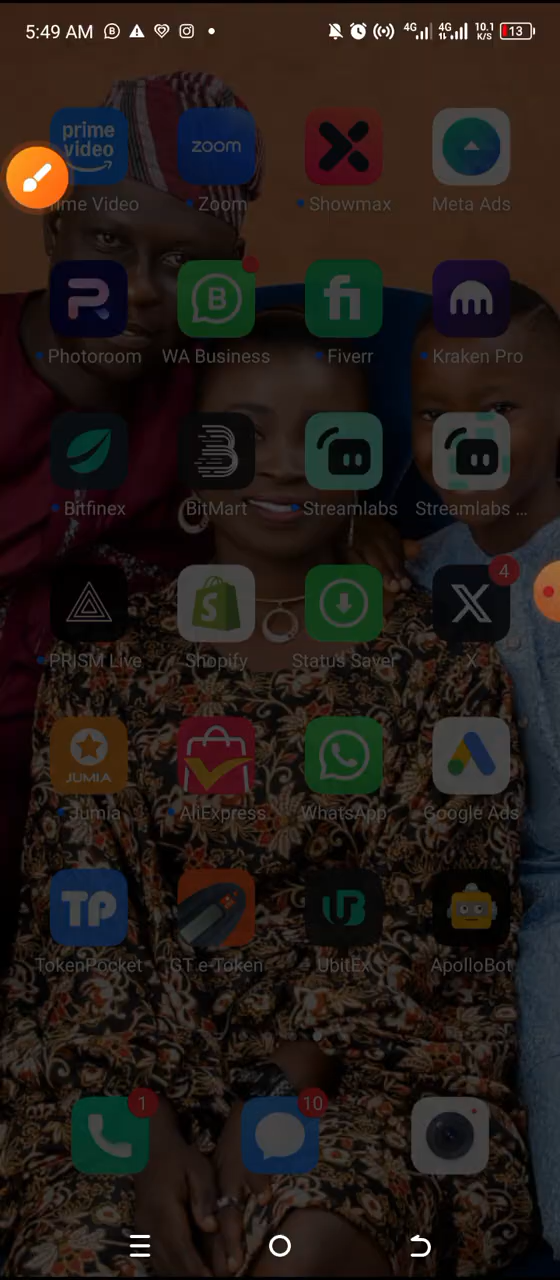 5:49 AM B 4G 4G 10.1 K/S 13
prime
video
zoom
ime Video Zoom Showmax Meta Ads
B
Photoroom WA Business Fiverr Kraken Pro
Bitfinex BitMart Streamlabs Streamlabs ...
4
PRISM Live Shopify Status Saver X
JUMIA
Jumia AliExpress WhatsApp Google Ads
TP
TokenPocket GT e-Token UbitEx ApolloBot
1 10